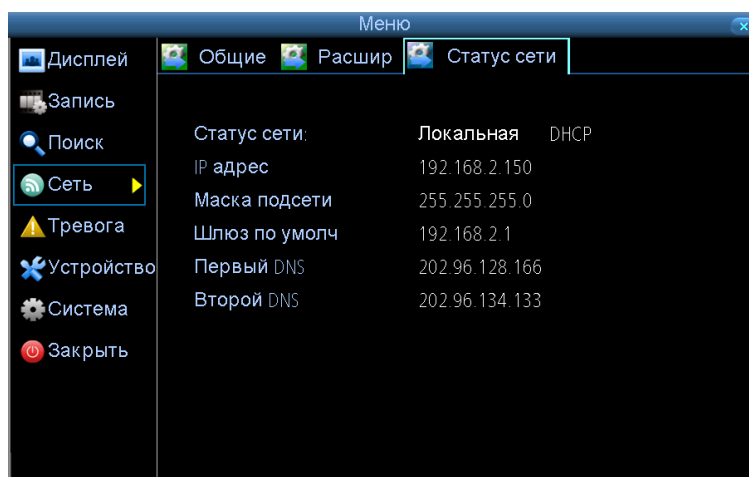 Меню
Дисплей
Запись
Поиск
Сеть
Тревога
Устройство
Система
Закрыть
Общие Расшир Статус сети
Статус сети: Локальная DHCP
IP адрес 192.168.2.150
Маска подсети 255.255.255.0
Шлюз по умолч 192.168.2.1
Первый DNS 202.96.128.166
Второй DNS 202.96.134.133